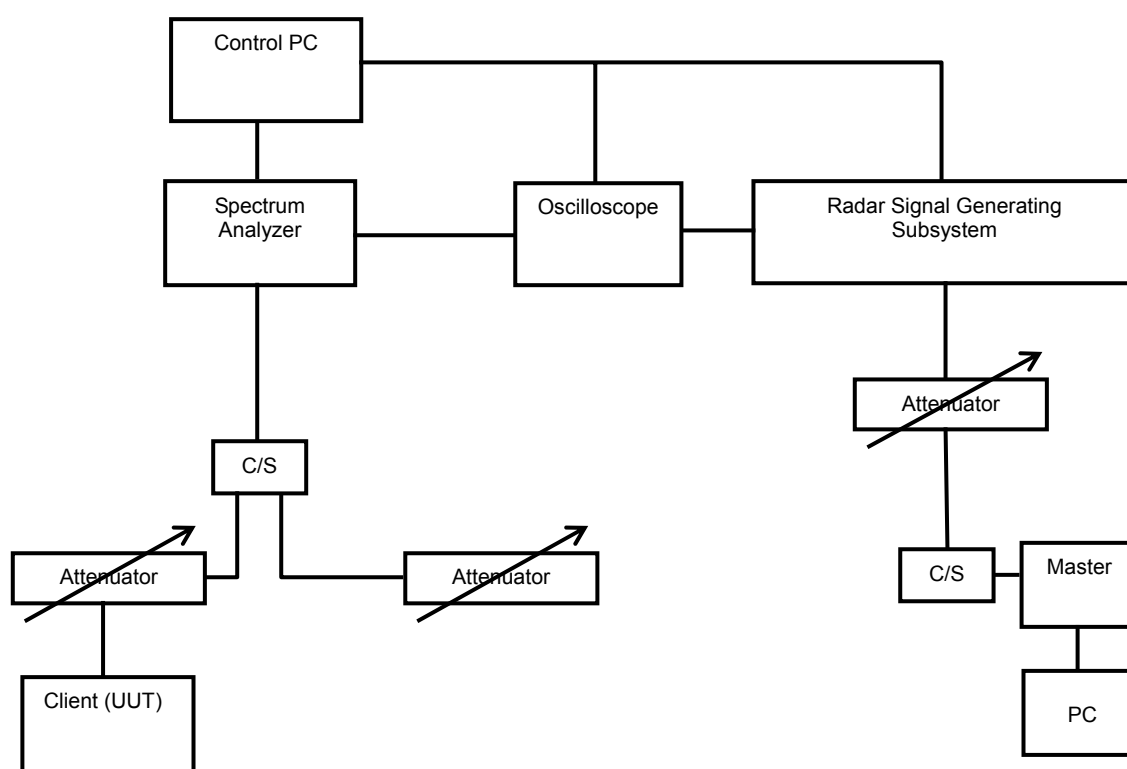 Control PC
Spectrum
Analyzer
Oscilloscope
Radar Signal Generating
Subsystem
Attenuator
C/S
Attenuator
Attenuator
C/S
Master
Client (UUT)
PC